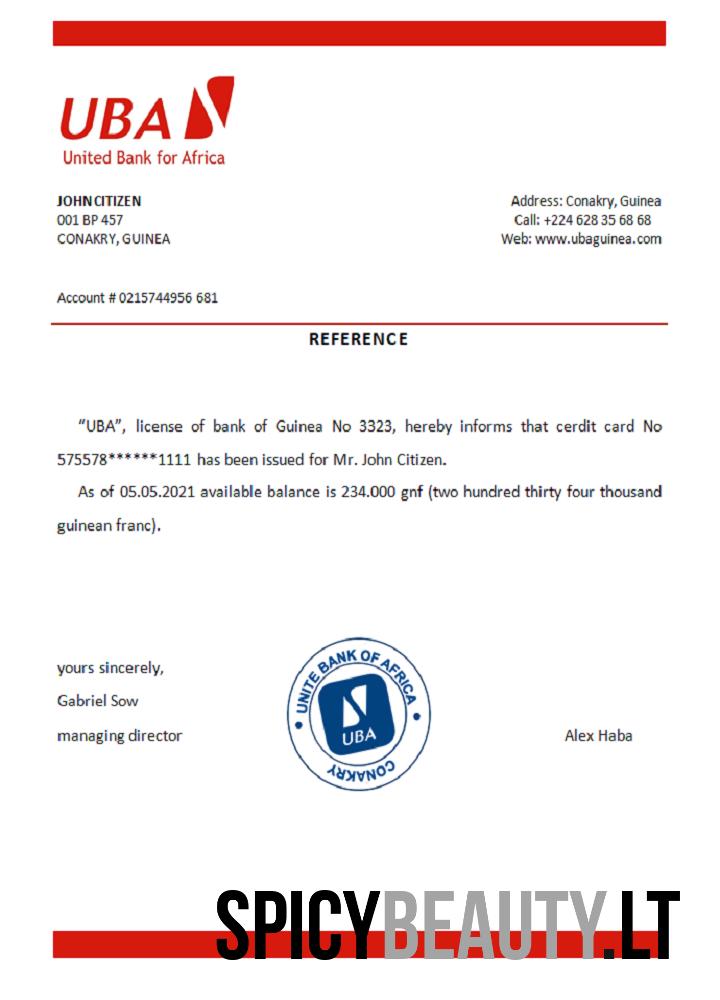 UBA
United Bank for Africa
JOHN CITIZEN
001 BP 457
CONAKRY, GUINEA
Address: Conakry, Guinea
Call: +224 628 35 68 68
Web: www.ubaguinea.com
Account # 0215744956 681
REFERENCE
“UBA”, license of bank of Guinea No 3323, hereby informs that cerdit card No
575578******1111 has been issued for Mr. John Citizen.
As of 05.05.2021 available balance is 234.000 gnf (two hundred thirty four thousand
guinean franc).
yours sincerely,
Gabriel Sow
managing director
UNITE BANK OF AFRICA
UBA
CONAKRY
Alex Haba
SPICYBEAUTY.LT